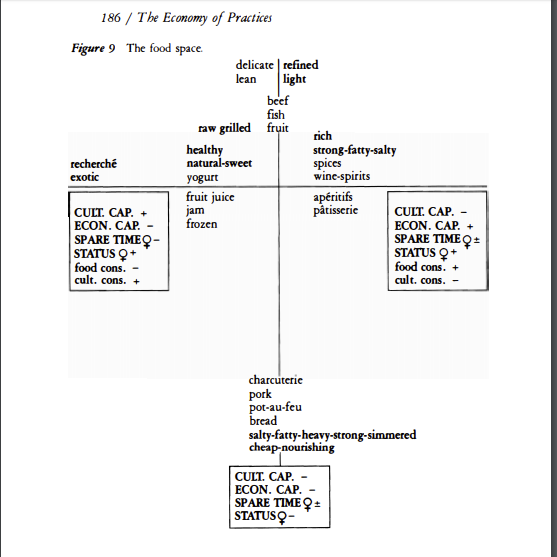 186 / The Economy of Practices
Figure 9 The food space.
delicate refined
lean light
beef
fish
raw grilled fruit
rich
healthy strong-fatty-salty
recherché natural-sweet spices
exotic yogurt wine-spirits
fruit juice apéritifs
jam pâtisserie
frozen
CULT. CAP. +
ECON. CAP. –
SPARE TIME♀–
STATUS ♀+
food cons. –
cult. cons. +
CULT. CAP. –
ECON. CAP. +
SPARE TIME♀±
STATUS ♀+
food cons. +
cult. cons. –
charcuterie
pork
pot-au-feu
bread
salty-fatty-heavy-strong-simmered
cheap-nourishing
CULT. CAP. –
ECON. CAP. –
SPARE TIME♀±
STATUS♀–